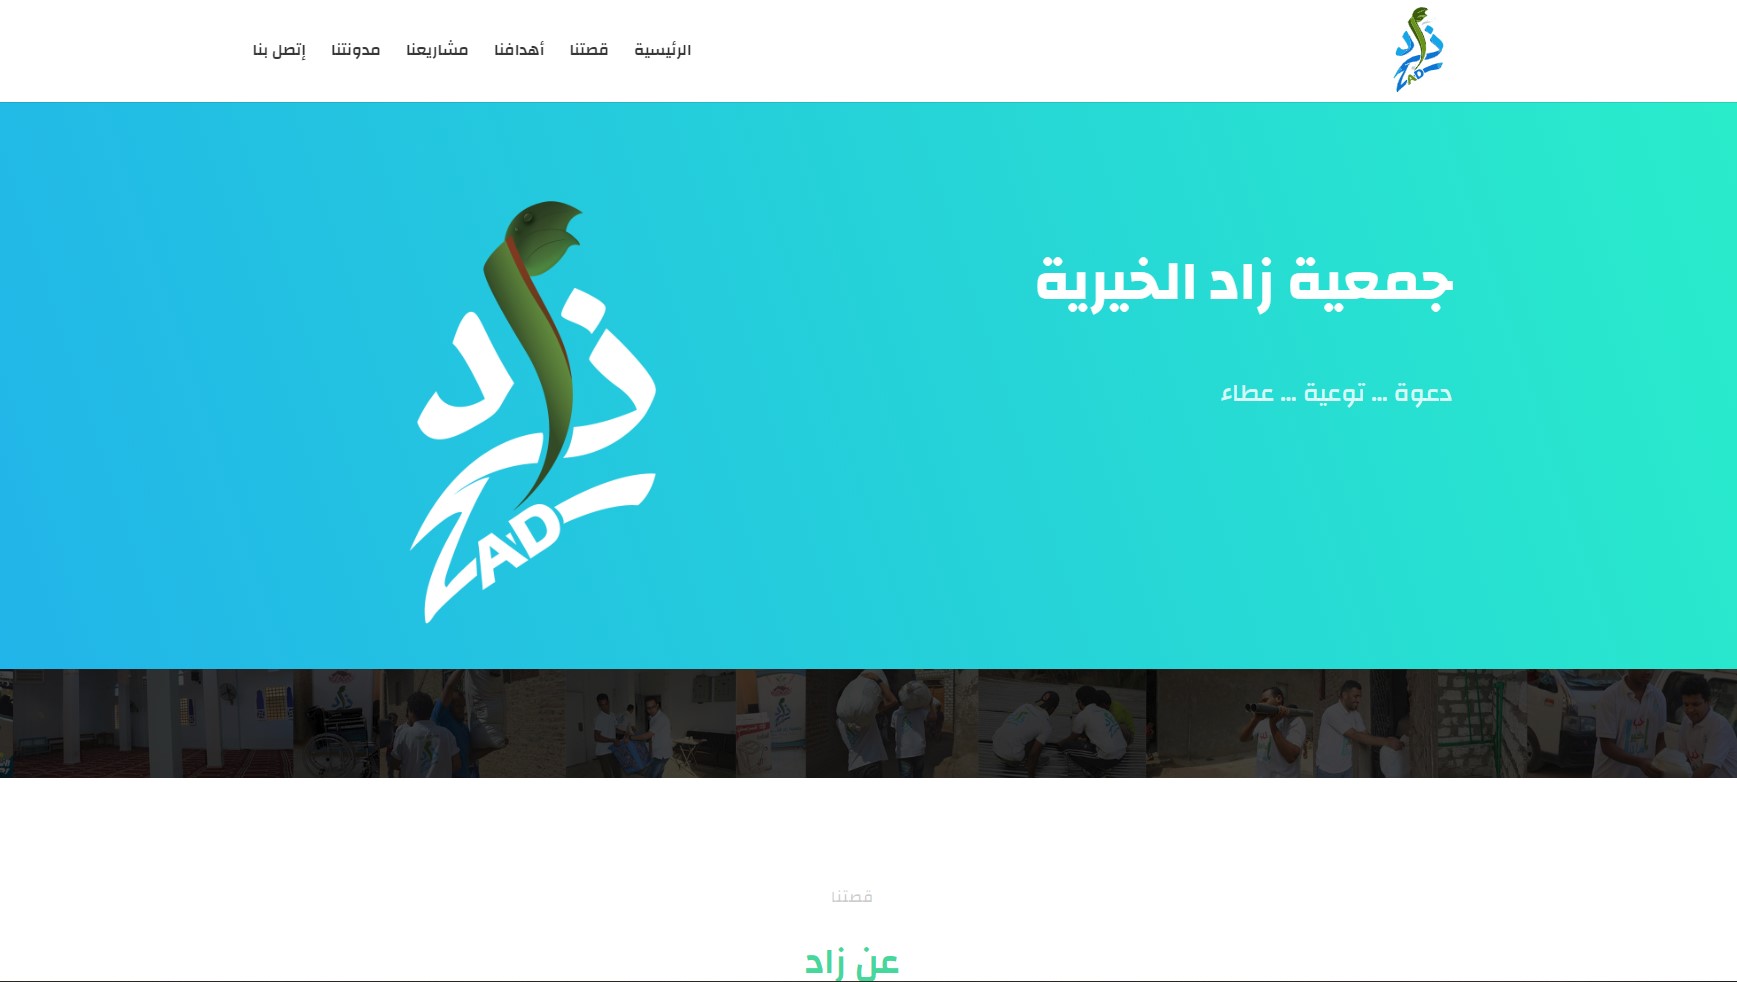 زاد
ZAD
الرئيسية قصتنا أهدافنا مشاريعنا مدونتنا إتصل بنا
جمعية زاد الخيرية
دعوة ... توعية ... عطاء
زاد
ZAD
قصتنا
عن زاد